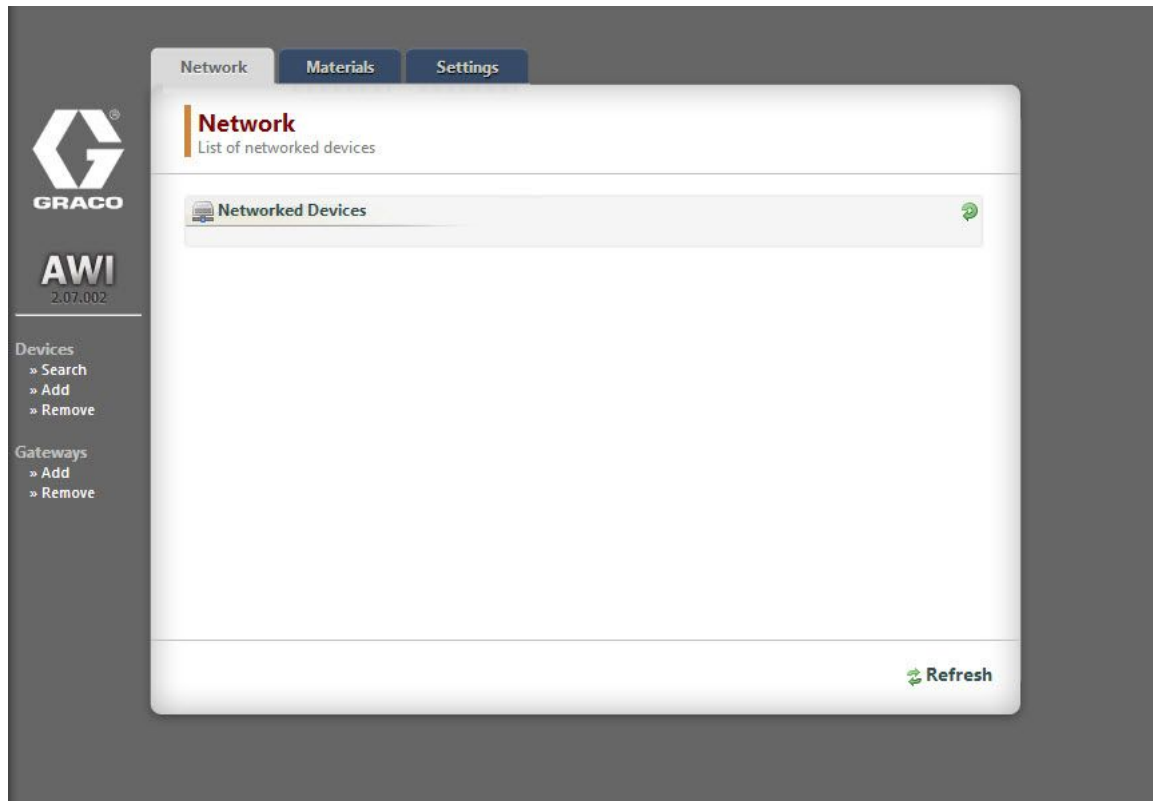 Network Materials Settings
®
GRACO
AWI
2.07.002
Devices
» Search
» Add
» Remove
Gateways
» Add
» Remove
Network
List of networked devices
Networked Devices
Refresh